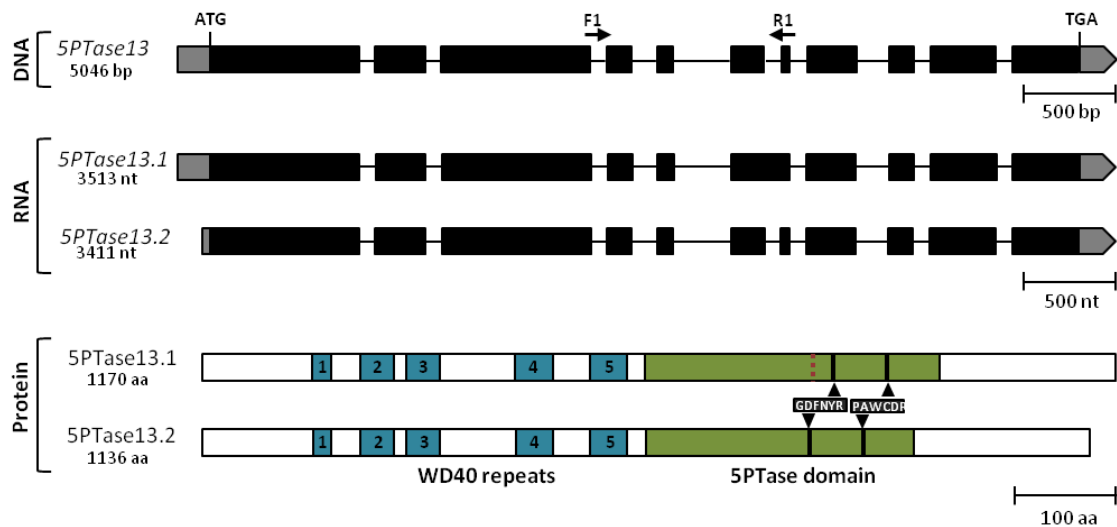 ATG F1 R1 TGA
DNA
5PTase13
5046 bp
500 bp
RNA
5PTase13.1
3513 nt
5PTase13.2
3411 nt
500 nt
Protein
5PTase13.1
1170 aa
1 2 3 4 5
GDFNYR PAWCDR
5PTase13.2
1136 aa
1 2 3 4 5
WD40 repeats 5PTase domain
100 aa